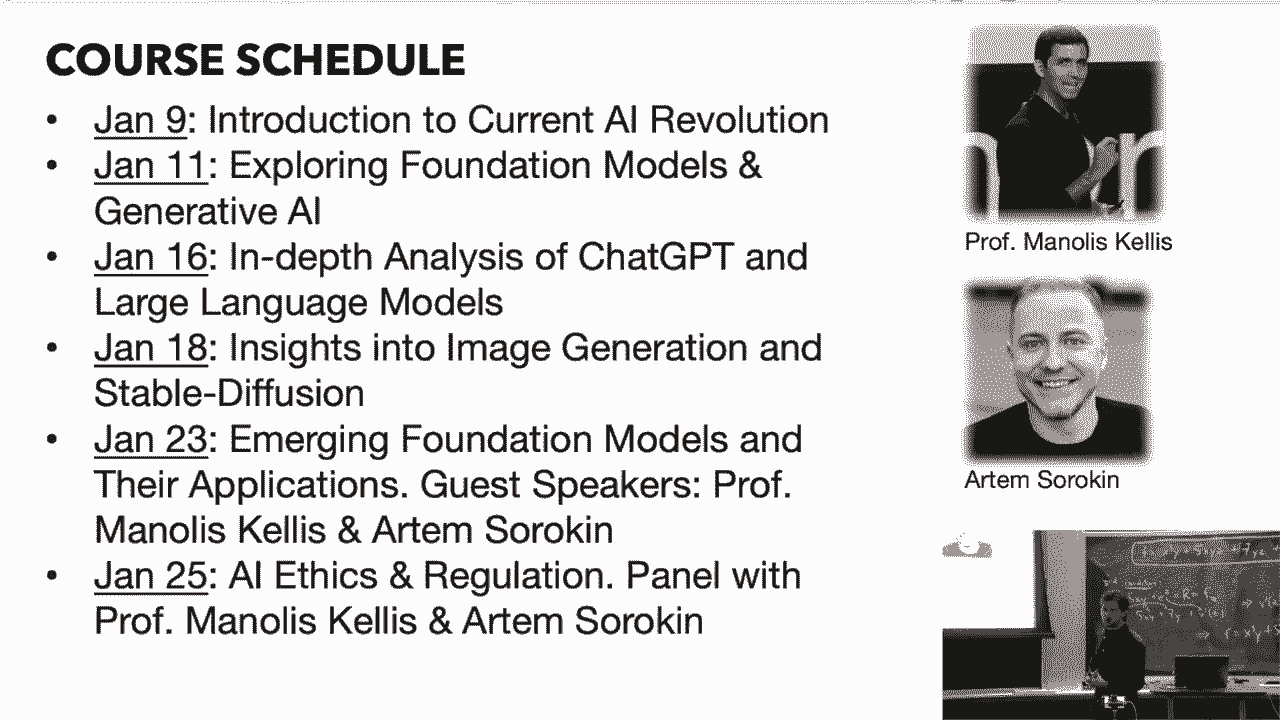 COURSE SCHEDULE
• Jan 9: Introduction to Current AI Revolution
• Jan 11: Exploring Foundation Models &
Generative AI
• Jan 16: In-depth Analysis of ChatGPT and
Large Language Models
• Jan 18: Insights into Image Generation and
Stable-Diffusion
• Jan 23: Emerging Foundation Models and
Their Applications. Guest Speakers: Prof.
Manolis Kellis & Artem Sorokin
• Jan 25: AI Ethics & Regulation. Panel with
Prof. Manolis Kellis & Artem Sorokin
Prof. Manolis Kellis
Artem Sorokin